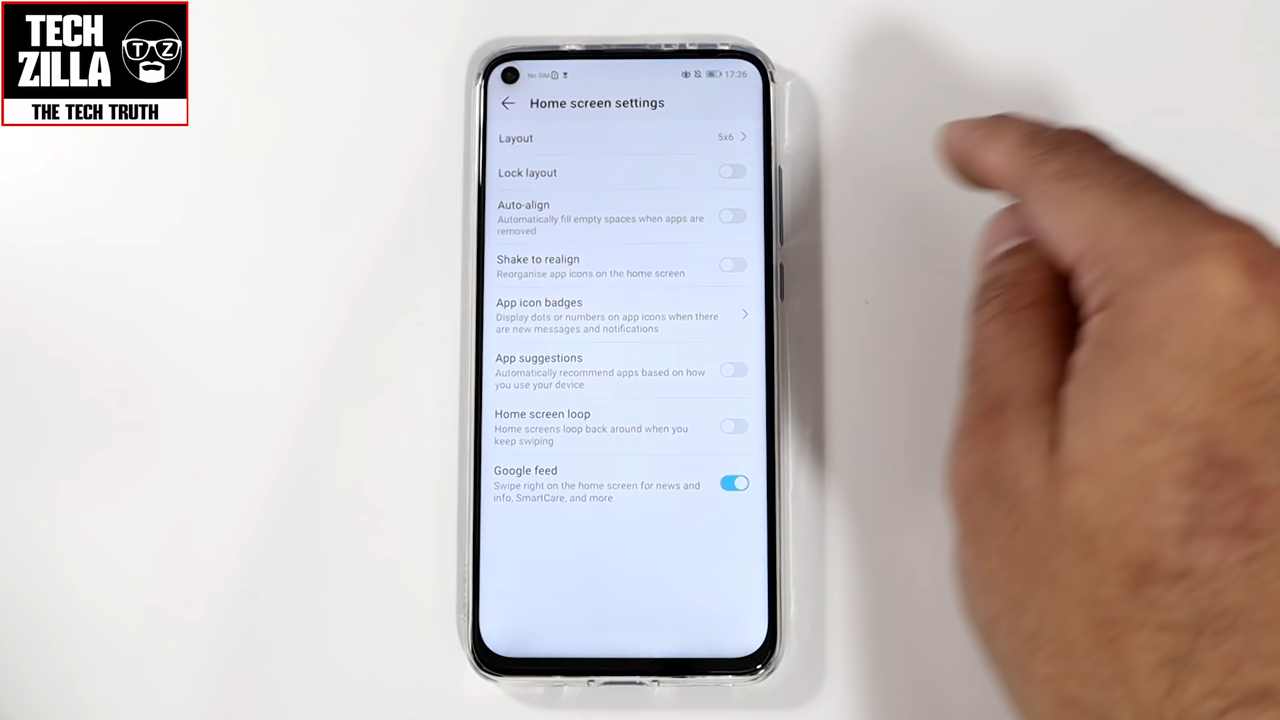 TECH
ZILLA
T Z
THE TECH TRUTH
No SIM
17:26
Home screen settings
Layout
5x6
Lock layout
Auto-align
Automatically fill empty spaces when apps are
removed
Shake to realign
Reorganise app icons on the home screen
App icon badges
Display dots or numbers on app icons when there
are new messages and notifications
App suggestions
Automatically recommend apps based on how
you use your device
Home screen loop
Home screens loop back around when you
keep swiping
Google feed
Swipe right on the home screen for news and
info, SmartCare, and more